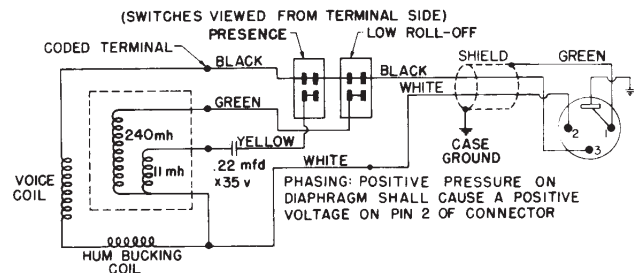 (SWITCHES VIEWED FROM TERMINAL SIDE)
PRESENCE
LOW ROLL-OFF
CODED TERMINAL
BLACK
BLACK
SHIELD
GREEN
WHITE
GREEN
240mh
11mh
YELLOW
.22 mfd
x35 v
WHITE
CASE
GROUND
2
1
3
VOICE
COIL
PHASING: POSITIVE PRESSURE ON
DIAPHRAGM SHALL CAUSE A POSITIVE
VOLTAGE ON PIN 2 OF CONNECTOR
HUM BUCKING
COIL